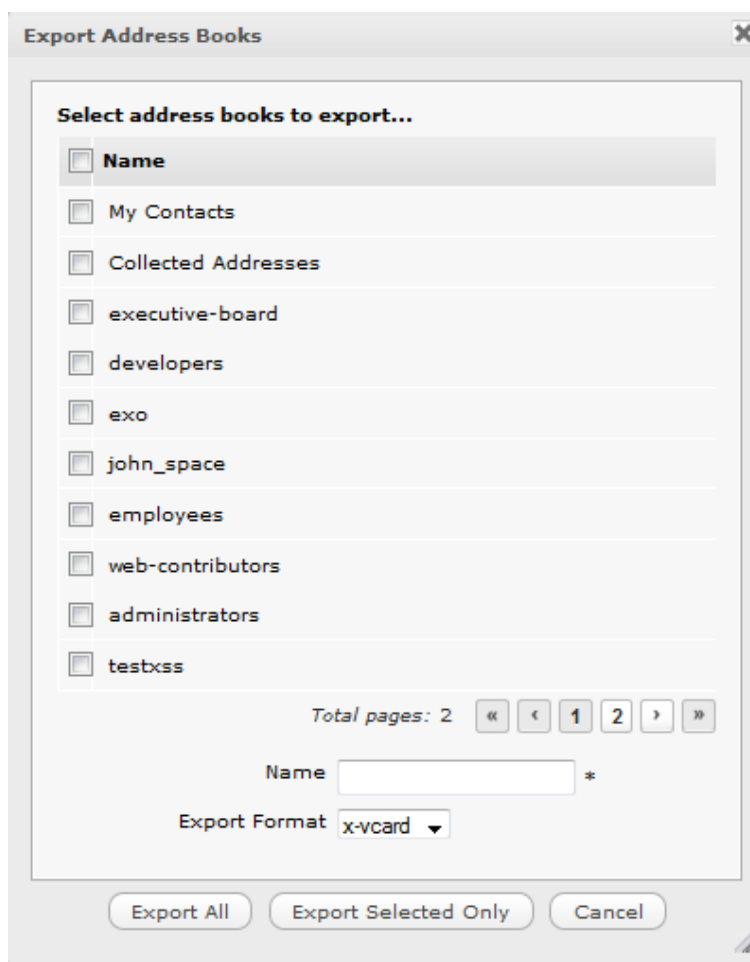 Export Address Books
Select address books to export...
Name
My Contacts
Collected Addresses
executive-board
developers
exo
john_space
employees
web-contributors
administrators
testxss
Total pages: 2 « ‹ 1 2 › »
Name *
Export Format x-vcard
Export All Export Selected Only Cancel